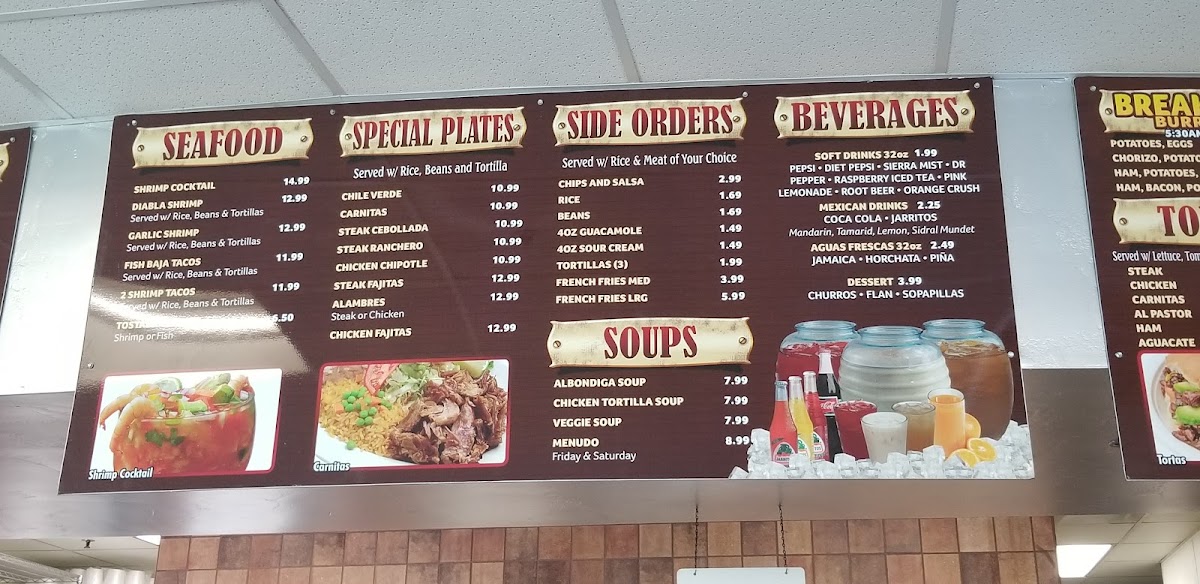 SEAFOOD
SHRIMP COCKTAIL 14.99
DIABLA SHRIMP 12.99
Served w/ Rice, Beans & Tortillas
GARLIC SHRIMP 12.99
Served w/ Rice, Beans & Tortillas
FISH BAJA TACOS 11.99
Served w/ Rice, Beans & Tortillas
2 SHRIMP TACOS 11.99
Served w/ Rice, Beans & Tortillas
6.50
Shrimp or Fish
Shrimp Cocktail
SPECIAL PLATES
Served w/ Rice, Beans and Tortilla
CHILE VERDE 10.99
CARNITAS 10.99
STEAK CEBOLLADA 10.99
STEAK RANCHERO 10.99
CHICKEN CHIPOTLE 10.99
STEAK FAJITAS 12.99
ALAMBRES 12.99
Steak or Chicken
CHICKEN FAJITAS 12.99
Carnitas
SIDE ORDERS
Served w/ Rice & Meat of Your Choice
CHIPS AND SALSA 2.99
RICE 1.69
BEANS 1.69
4OZ GUACAMOLE 1.49
4OZ SOUR CREAM 1.49
TORTILLAS (3) 1.99
FRENCH FRIES MED 3.99
FRENCH FRIES LRG 5.99
SOUPS
ALBONDIGA SOUP 7.99
CHICKEN TORTILLA SOUP 7.99
VEGGIE SOUP 7.99
MENUDO 8.99
Friday & Saturday
BEVERAGES
SOFT DRINKS 32oz 1.99
PEPSI • DIET PEPSI • SIERRA MIST • DR
PEPPER • RASPBERRY ICED TEA • PINK
LEMONADE • ROOT BEER • ORANGE CRUSH
MEXICAN DRINKS 2.25
COCA COLA • JARRITOS
Mandarin, Tamarid, Lemon, Sidral Mundet
AGUAS FRESCAS 32oz 2.49
JAMAICA • HORCHATA • PIÑA
DESSERT 3.99
CHURROS • FLAN • SOPAPILLAS
BREA
BUR
5:30A
POTATOES, EGGS
CHORIZO, POTAT
HAM, POTATOES,
HAM, BACON, PO
TO
Served w/ Lettuce, Tom
STEAK
CHICKEN
CARNITAS
AL PASTOR
HAM
AGUACATE
Tortas